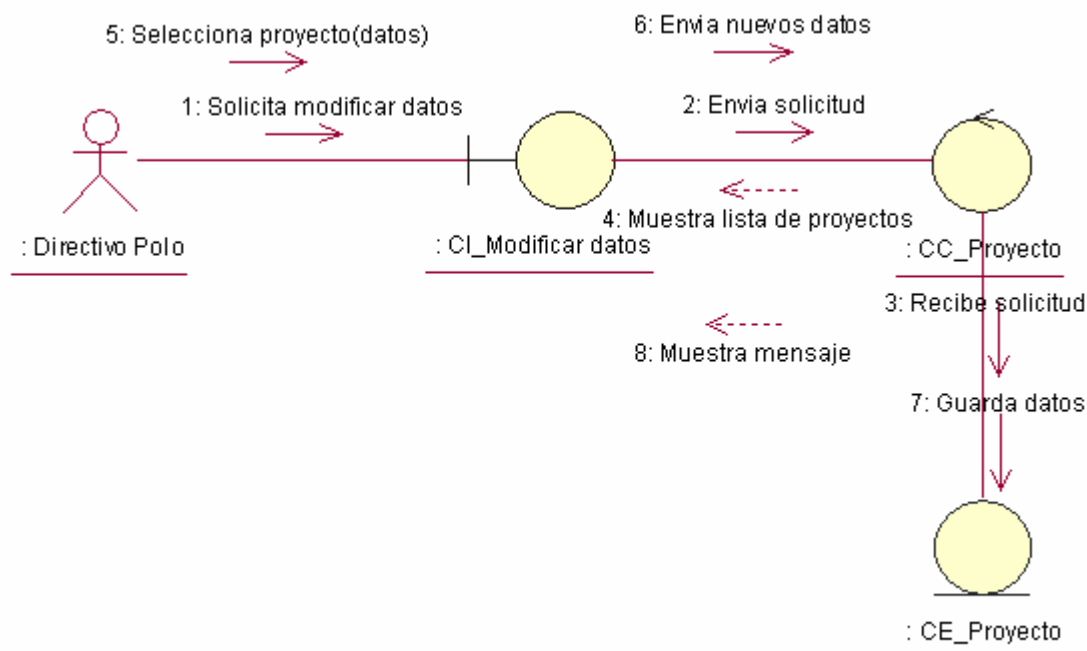 6: Envia nuevos datos
5: Selecciona proyecto(datos)
1: Solicita modificar datos
2: Envia solicitud
4: Muestra lista de proyectos
: Directivo Polo
: CI_Modificar datos
: CC_Proyecto
3: Recibe solicitud
8: Muestra mensaje
7: Guarda datos
: CE_Proyecto